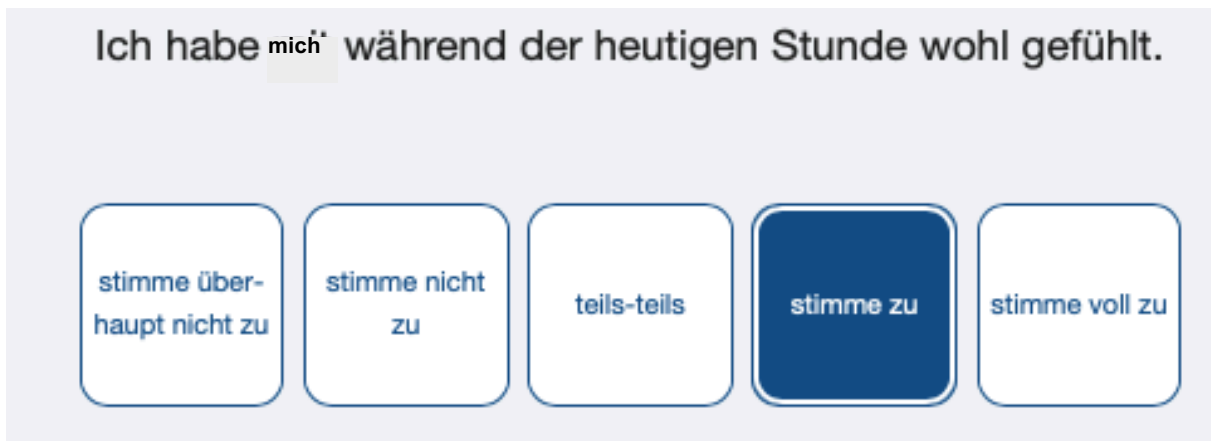 Ich habe mich während der heutigen Stunde wohl gefühlt.
stimme über-
haupt nicht zu
stimme nicht
zu
teils-teils
stimme zu
stimme voll zu